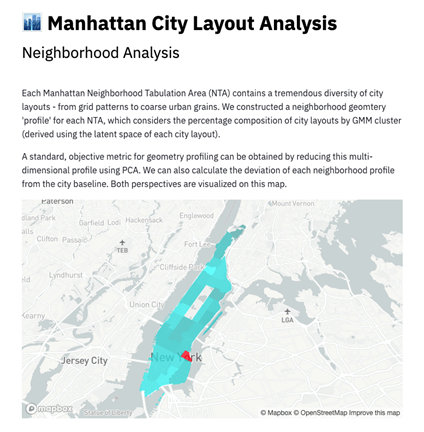 Manhattan City Layout Analysis
Neighborhood Analysis
Each Manhattan Neighborhood Tabulation Area (NTA) contains a tremendous diversity of city
layouts - from grid patterns to coarse urban grains. We constructed a neighborhood geomtery
'profile' for each NTA, which considers the percentage composition of city layouts by GMM cluster
(derived using the latent space of each city layout).
A standard, objective metric for geometry profiling can be obtained by reducing this multi-
dimensional profile using PCA. We can also calculate the deviation of each neighborhood profile
from the city baseline. Both perspectives are visualized on this map.
Paterson
Mount Vernon
Garfield
Lodi
Hackensack
Englewood
Clifton
Passaic
TEB
Fort Lee
Lyndhurst
Cliffside Park
Union City
LGA
Jersey City
New York
Statue of Liberty
mapbox
© Mapbox © OpenStreetMap Improve this map